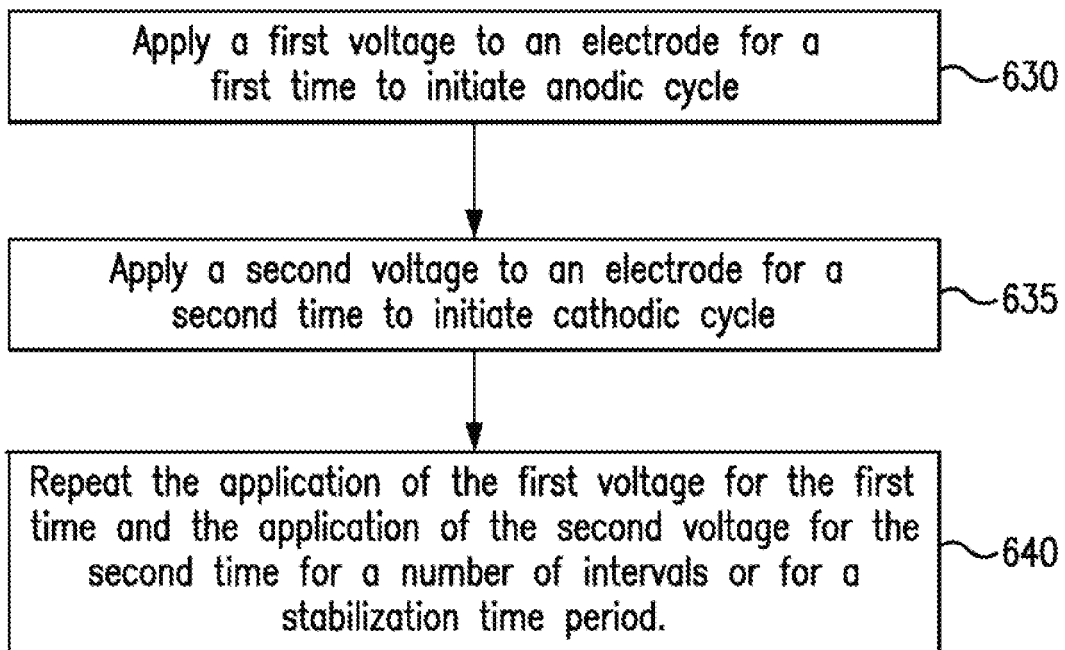 Apply a first voltage to an electrode for a
first time to initiate anodic cycle
630
Apply a second voltage to an electrode for a
second time to initiate cathodic cycle
635
Repeat the application of the first voltage for the first
time and the application of the second voltage for the
second time for a number of intervals or for a
stabilization time period.
640